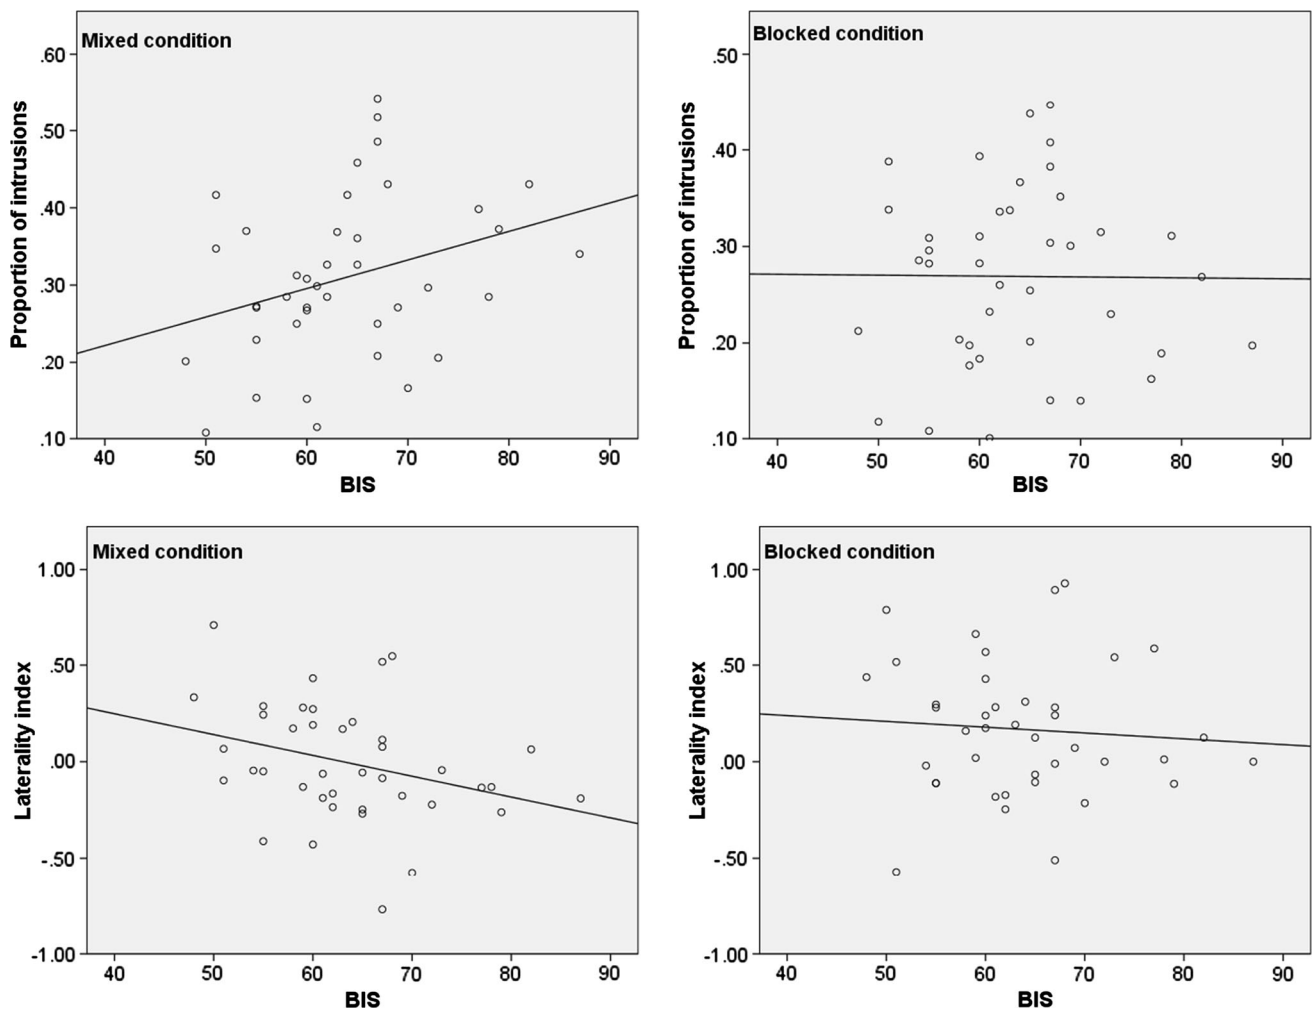 Mixed condition
Proportion of intrusions
.60
.50
.40
.30
.20
.10
40 50 60 70 80 90
BIS
Blocked condition
Proportion of intrusions
.50
.40
.30
.20
.10
40 50 60 70 80 90
BIS
Mixed condition
Laterality index
1.00
.50
.00
-.50
-1.00
40 50 60 70 80 90
BIS
Blocked condition
Laterality index
1.00
.50
.00
-.50
-1.00
40 50 60 70 80 90
BIS